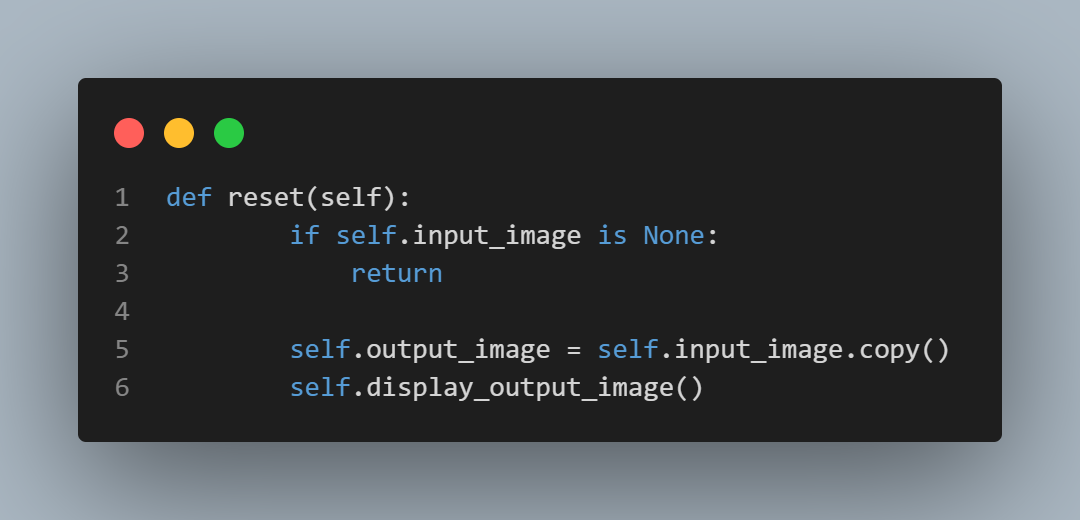 1 def reset(self):
2         if self.input_image is None:
3             return
4
5         self.output_image = self.input_image.copy()
6         self.display_output_image()